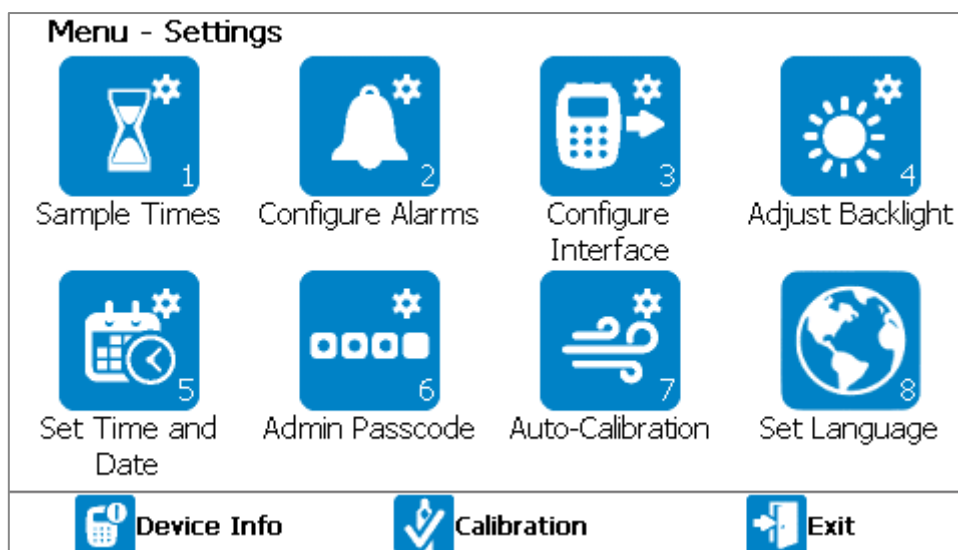 Menu - Settings
1
2
3
4
Sample Times
Configure Alarms
Configure
Interface
Adjust Backlight
5
6
7
8
Set Time and
Date
Admin Passcode
Auto-Calibration
Set Language
Device Info
Calibration
Exit